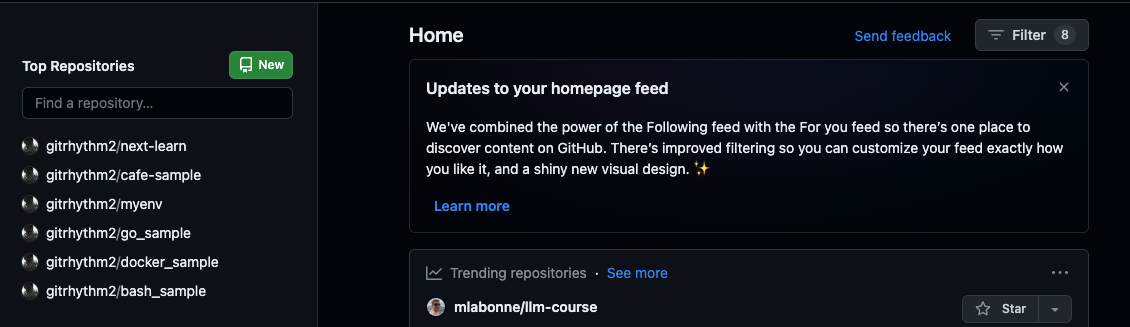 Top Repositories
New
Find a repository...
gitrhythm2/next-learn
gitrhythm2/cafe-sample
gitrhythm2/myenv
gitrhythm2/go_sample
gitrhythm2/docker_sample
gitrhythm2/bash_sample
Home
Send feedback
Filter 8
Updates to your homepage feed
We've combined the power of the Following feed with the For you feed so there's one place to
discover content on GitHub. There's improved filtering so you can customize your feed exactly how
you like it, and a shiny new visual design. ✨
Learn more
Trending repositories · See more
mlabonne/llm-course
Star